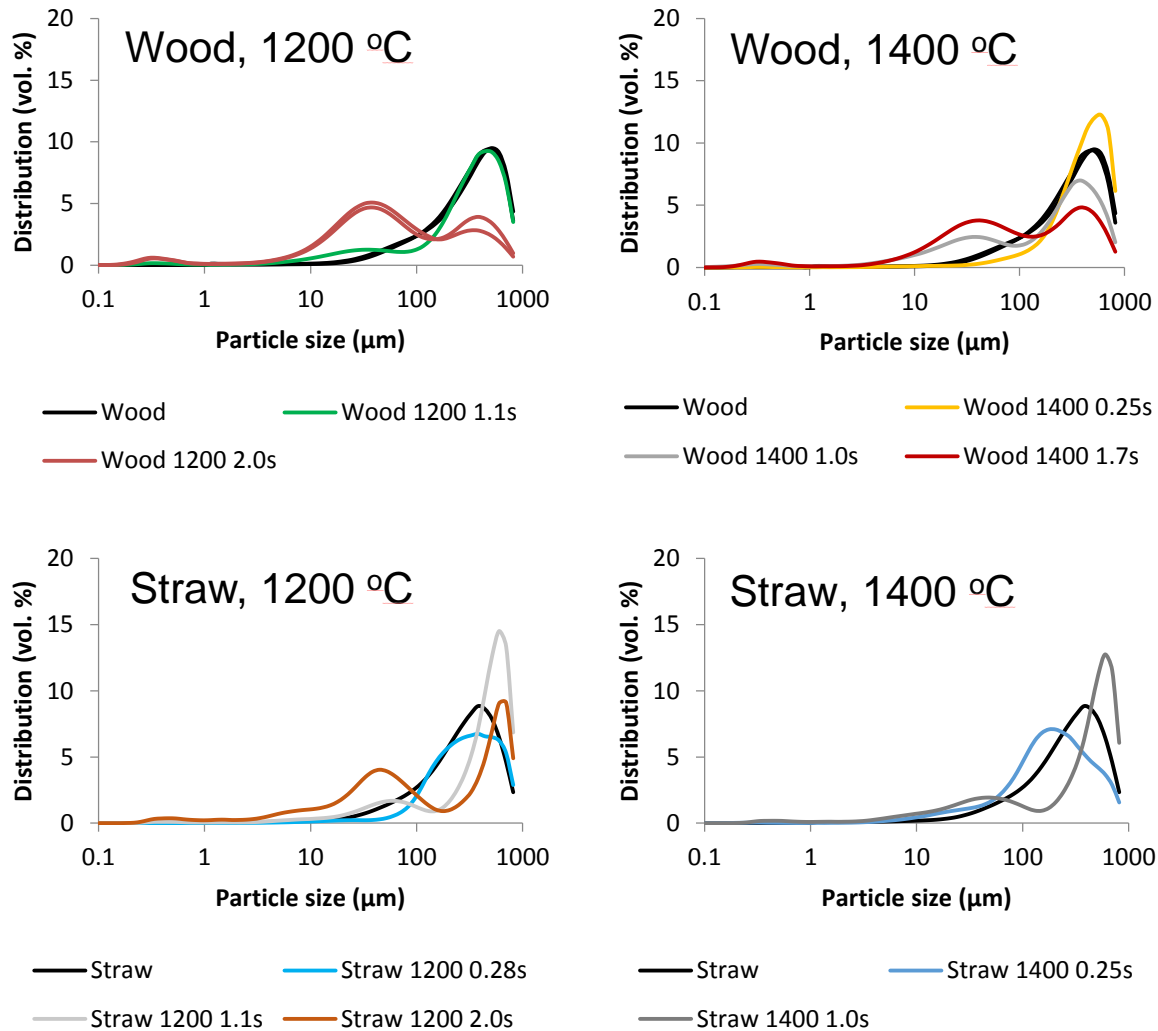 Wood, 1200 ºC
Distribution (vol. %)
20
15
10
5
0
0.1 1 10 100 1000
Particle size (µm)
Wood Wood 1200 1.1s
Wood 1200 2.0s
Wood, 1400 ºC
Distribution (vol. %)
20
15
10
5
0
0.1 1 10 100 1000
Particle size (µm)
Wood Wood 1400 0.25s
Wood 1400 1.0s Wood 1400 1.7s
Straw, 1200 ºC
Distribution (vol. %)
20
15
10
5
0
0.1 1 10 100 1000
Particle size (µm)
Straw Straw 1200 0.28s
Straw 1200 1.1s Straw 1200 2.0s
Straw, 1400 ºC
Distribution (vol. %)
20
15
10
5
0
0.1 1 10 100 1000
Particle size (µm)
Straw Straw 1400 0.25s
Straw 1400 1.0s